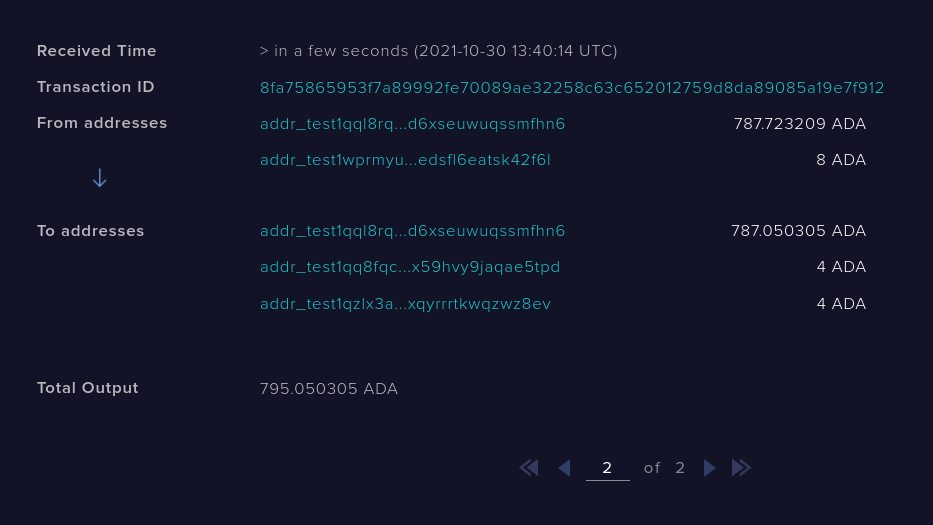 Received Time > in a few seconds (2021-10-30 13:40:14 UTC)
Transaction ID 8fa75865953f7a89992fe70089ae32258c63c652012759d8da89085a19e7f912
From addresses addr_test1qql8rq...d6xseuwuqssmfhn6 787.723209 ADA
addr_test1wprmyu...edsfl6eatsk42f6l 8 ADA
To addresses addr_test1qql8rq...d6xseuwuqssmfhn6 787.050305 ADA
addr_test1qq8fqc...x59hvy9jaqae5tpd 4 ADA
addr_test1qzlx3a...xqyrrrtkwqzwz8ev 4 ADA
Total Output 795.050305 ADA
2 of 2